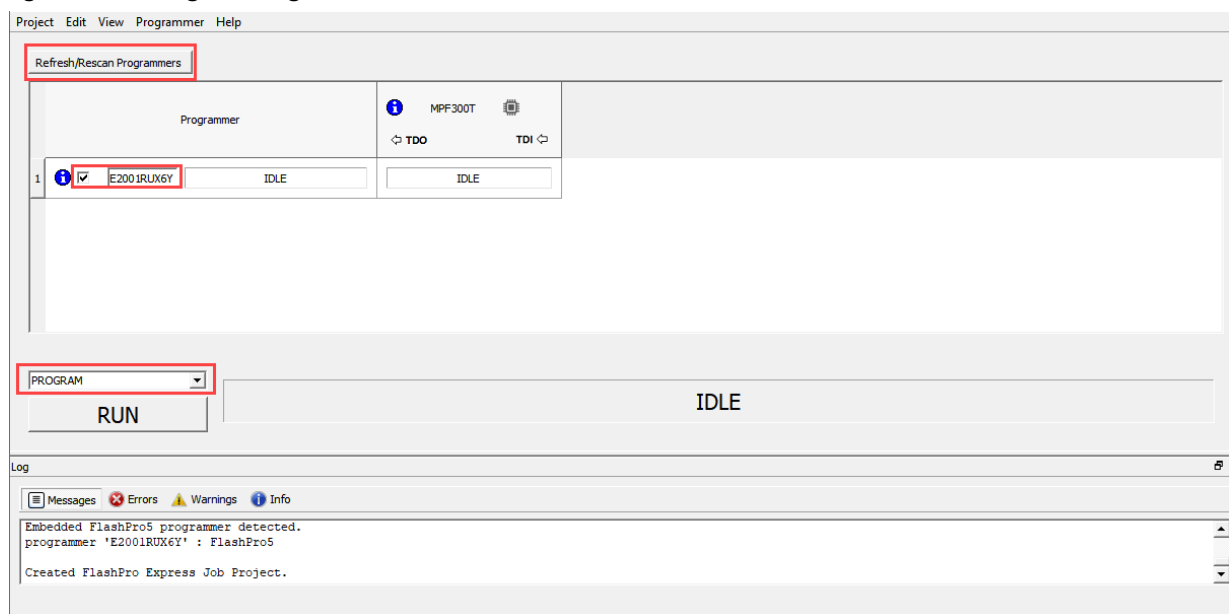 Project Edit View Programmer Help
Refresh/Rescan Programmers
Programmer
MPF300T
TDO TDI
1 E2001RUX6Y IDLE IDLE
PROGRAM
RUN
IDLE
Log
Messages Errors Warnings Info
Embedded FlashPro5 programmer detected.
programmer 'E2001RUX6Y' : FlashPro5
Created FlashPro Express Job Project.